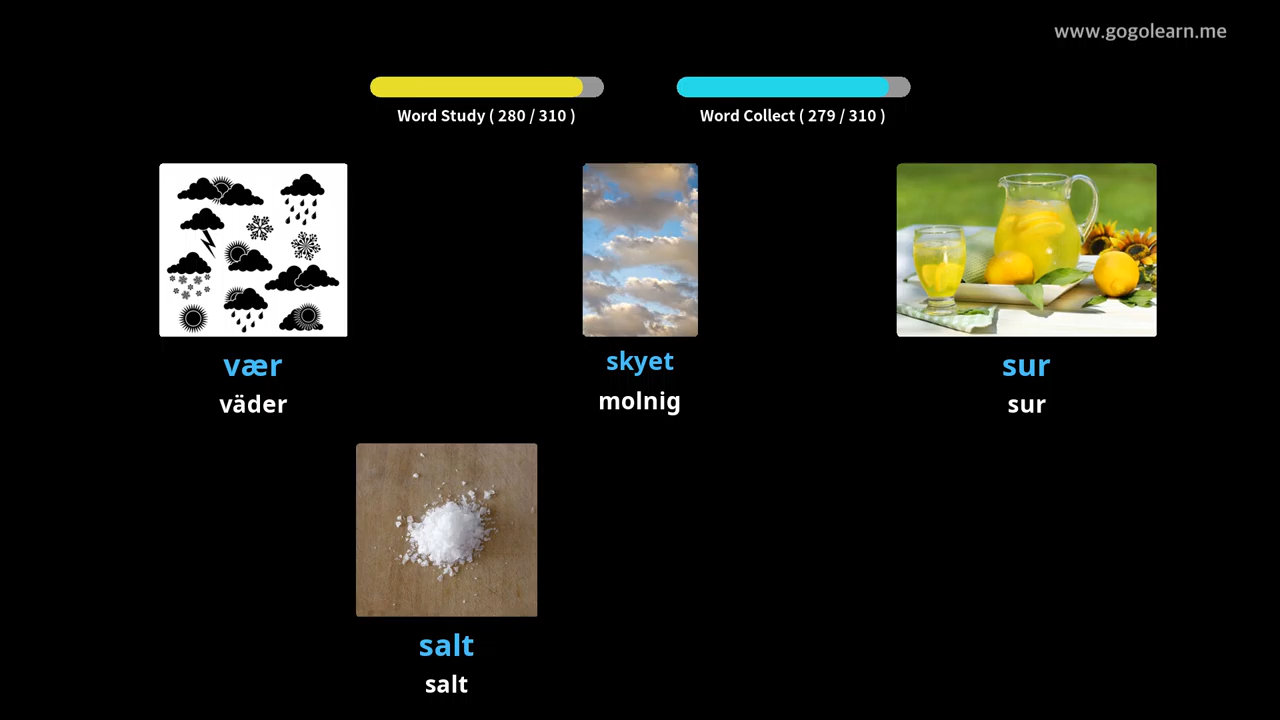 www.gogolearn.me
Word Study ( 280 / 310 )
Word Collect ( 279 / 310 )
vær
väder
skyet
molnig
sur
sur
salt
salt